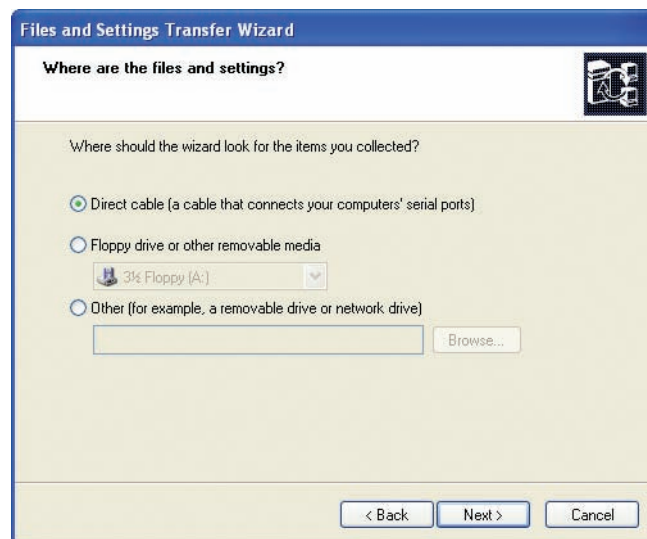 Files and Settings Transfer Wizard
Where are the files and settings?
Where should the wizard look for the items you collected?
Direct cable (a cable that connects your computers' serial ports)
Floppy drive or other removable media
3½ Floppy (A:)
Other (for example, a removable drive or network drive)
Browse...
< Back Next > Cancel